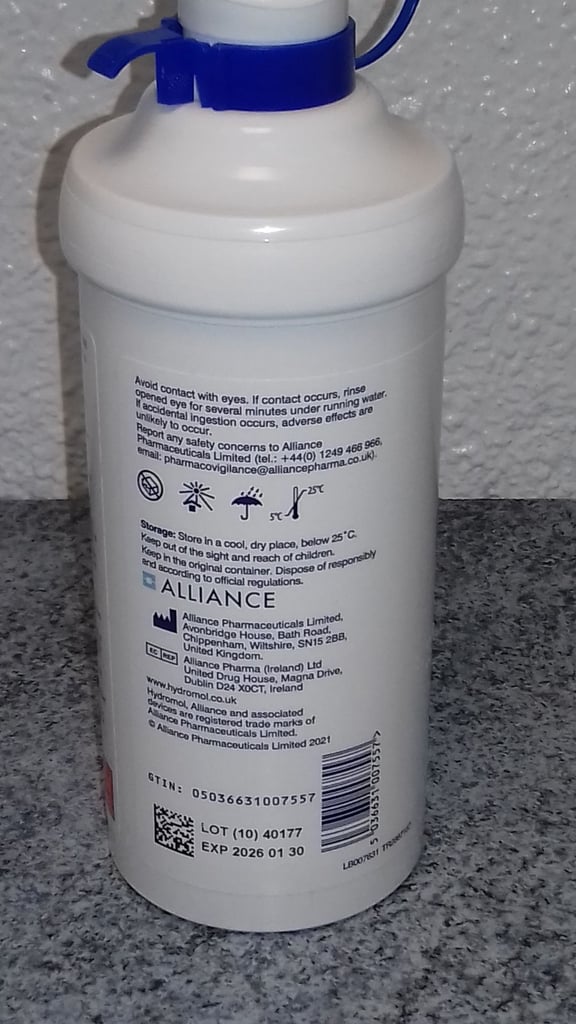 Avoid contact with eyes. If contact occurs, rinse
opened eye for several minutes under running water.
If accidental ingestion occurs, adverse effects are
unlikely to occur.
Report any safety concerns to Alliance
Pharmaceuticals Limited (tel.: +44(0) 1249 466 966,
email: pharmacovigilance@alliancepharma.co.uk).
5°C
25°C
Storage: Store in a cool, dry place, below 25°C.
Keep out of the sight and reach of children.
Keep in the original container. Dispose of responsibly
and according to official regulations.
ALLIANCE
Alliance Pharmaceuticals Limited,
Avonbridge House, Bath Road,
Chippenham, Wiltshire, SN15 2BB,
United Kingdom.
EC REP
Alliance Pharma (Ireland) Ltd
United Drug House, Magna Drive,
Dublin D24 X0CT, Ireland
www.hydromol.co.uk
Hydromol, Alliance and associated
devices are registered trade marks of
Alliance Pharmaceuticals Limited.
© Alliance Pharmaceuticals Limited 2021
GTIN: 05036631007557
5 036631 007557 >
LOT (10) 40177
EXP 2026 01 30
LB007631